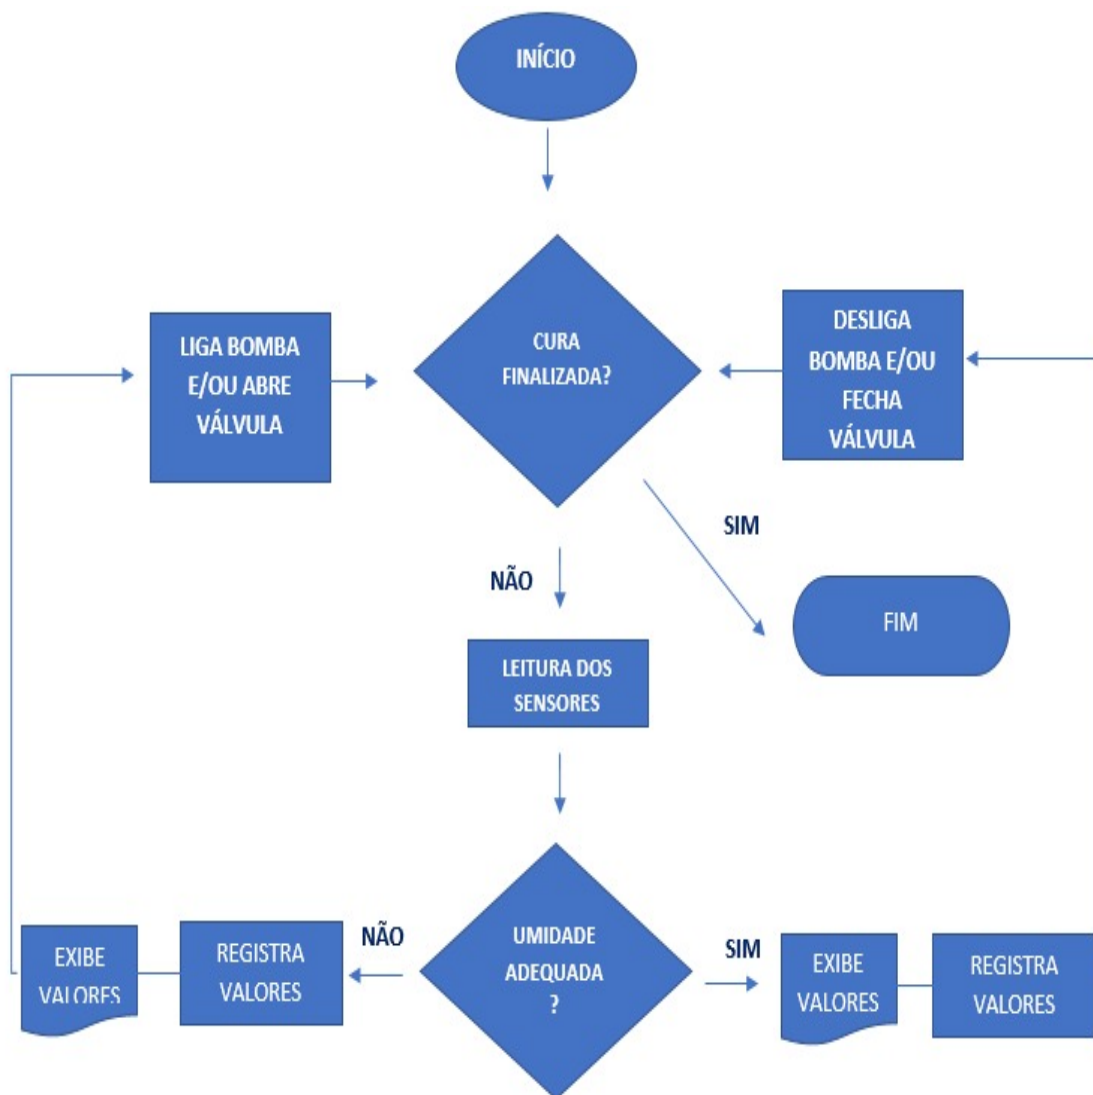 INÍCIO
LIGA BOMBA
E/OU ABRE
VÁLVULA
CURA
FINALIZADA?
DESLIGA
BOMBA E/OU
FECHA
VÁLVULA
SIM
NÃO
FIM
LEITURA DOS
SENSORES
EXIBE
VALORES
REGISTRA
VALORES
NÃO
UMIDADE
ADEQUADA
?
SIM
EXIBE
VALORES
REGISTRA
VALORES